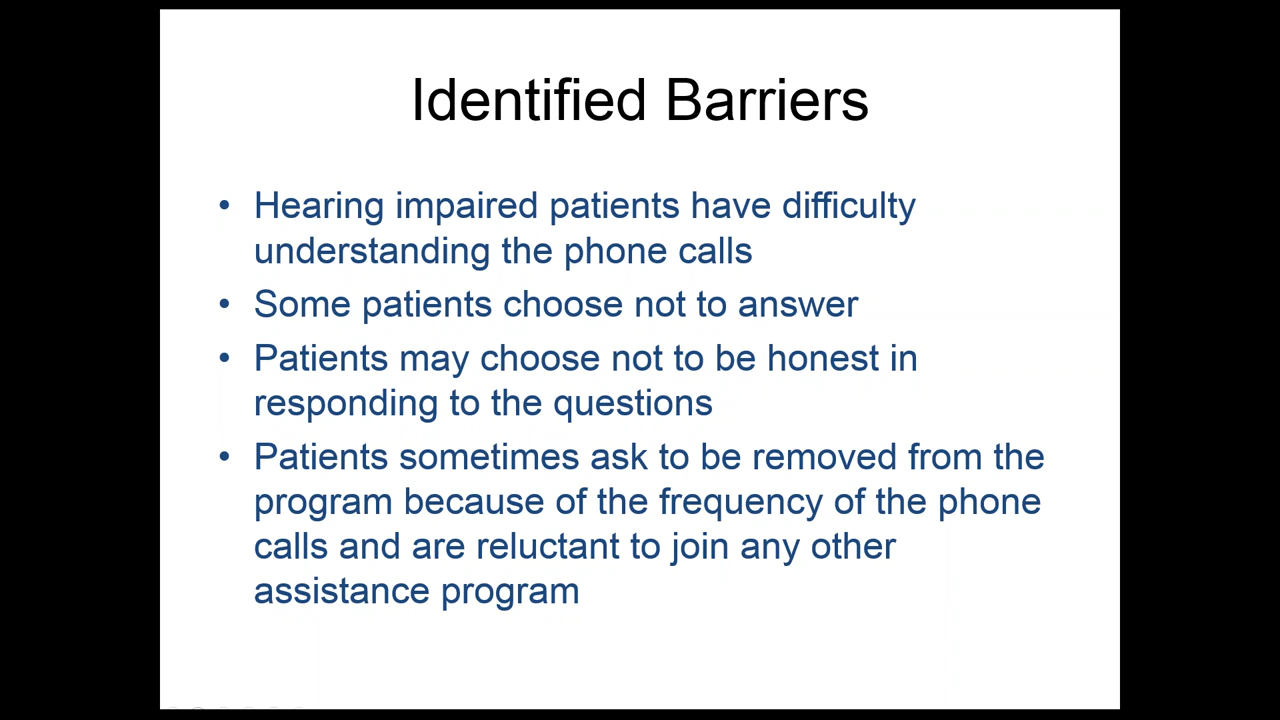 Identified Barriers
• Hearing impaired patients have difficulty
understanding the phone calls
• Some patients choose not to answer
• Patients may choose not to be honest in
responding to the questions
• Patients sometimes ask to be removed from the
program because of the frequency of the phone
calls and are reluctant to join any other
assistance program